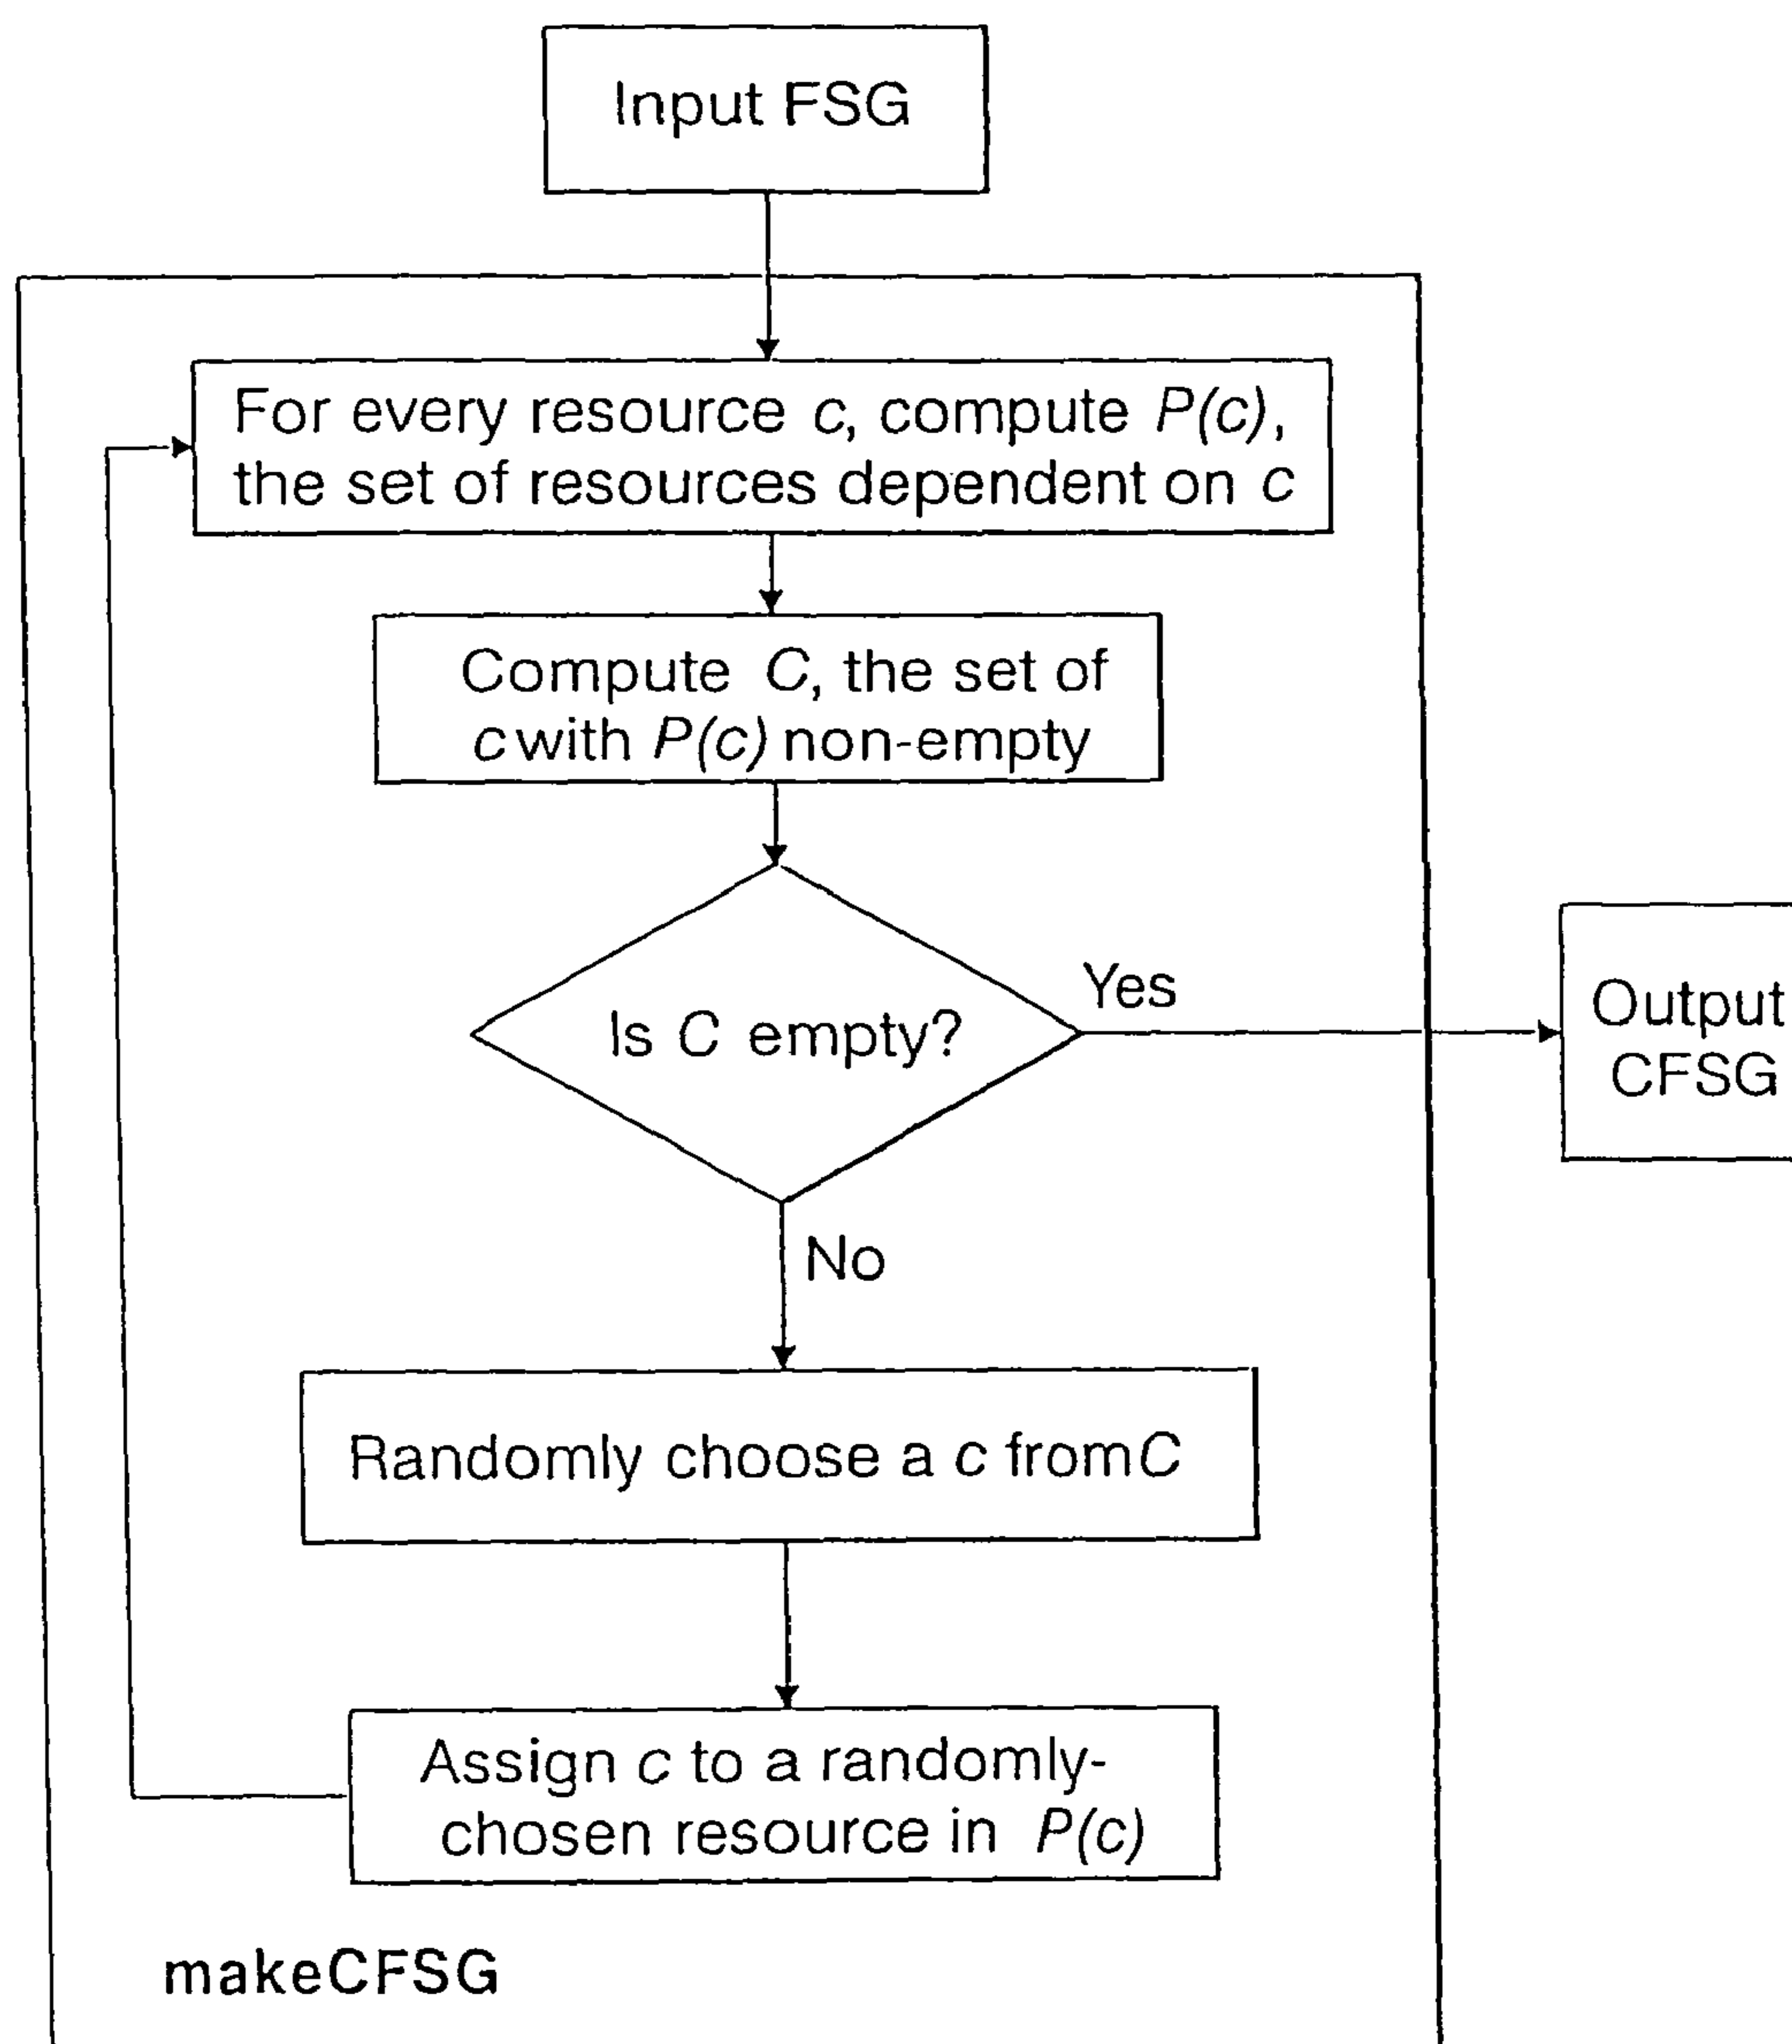 Input FSG
For every resource c, compute P(c),
the set of resources dependent on c
Compute C, the set of
c with P(c) non-empty
Is C empty?
Yes
Output
CFSG
No
Randomly choose a c from C
Assign c to a randomly-
chosen resource in P(c)
makeCFSG